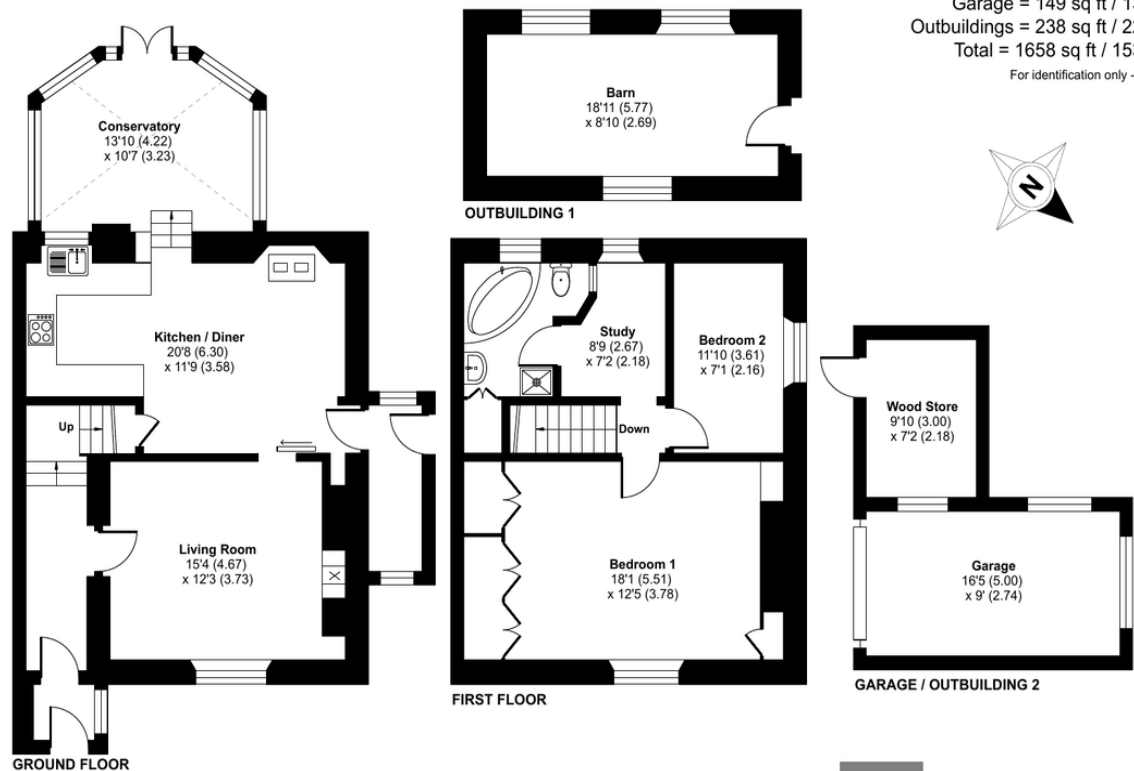 Garage = 149 sq ft /
Outbuildings = 238 sq ft /
Total = 1658 sq ft /
For identification only -
Conservatory
13'10 (4.22)
x 10'7 (3.23)
Barn
18'11 (5.77)
x 8'10 (2.69)
OUTBUILDING 1
N
Kitchen / Diner
20'8 (6.30)
x 11'9 (3.58)
Up
Living Room
15'4 (4.67)
x 12'3 (3.73)
GROUND FLOOR
Study
8'9 (2.67)
x 7'2 (2.18)
Bedroom 2
11'10 (3.61)
x 7'1 (2.16)
Down
Bedroom 1
18'1 (5.51)
x 12'5 (3.78)
FIRST FLOOR
Wood Store
9'10 (3.00)
x 7'2 (2.18)
Garage
16'5 (5.00)
x 9' (2.74)
GARAGE / OUTBUILDING 2